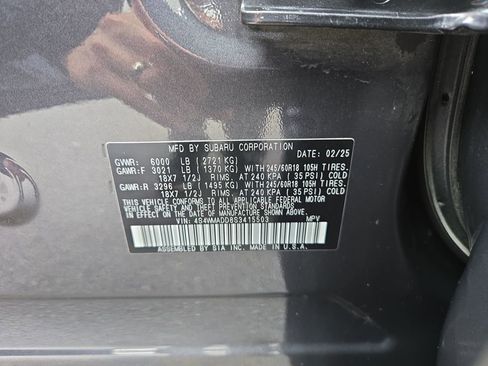 MFD BY SUBARU CORPORATION DATE: 02/25
GVWR: 6000 LB (2721 KG)
GAWR:F 3021 LB (1370 KG) WITH 245/60R18 105H TIRES.
18X7 1/2J RIMS. AT 240 KPA (35 PSI) COLD
GAWR:R 3296 LB (1495 KG) WITH 245/60R18 105H TIRES.
18X7 1/2J RIMS. AT 240 KPA (35 PSI) COLD
THIS VEHICLE CONFORMS TO ALL APPLICABLE FEDERAL MOTOR
VEHICLE SAFETY STANDARDS IN EFFECT ON THE DATE OF
MANUFACTURE SHOWN ABOVE.
VIN: 4S4WMADD8S3415503 MPV
ASSEMBLED BY SIA INC. MADE IN U.S.A.